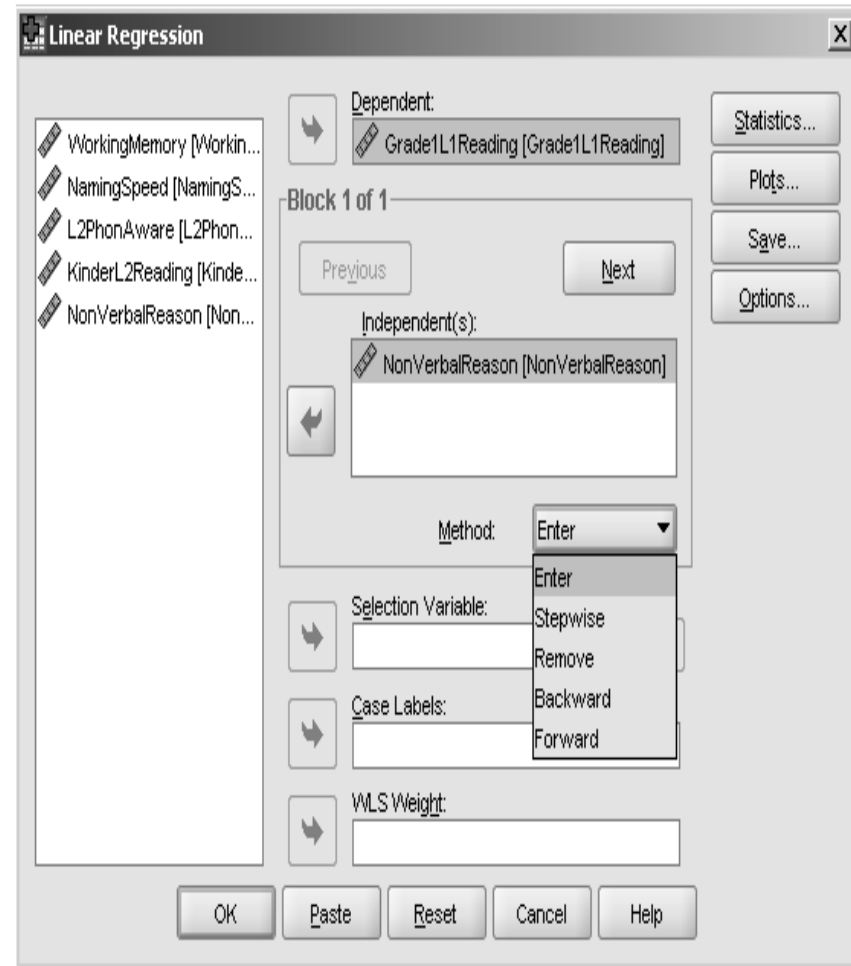 Linear Regression
X
WorkingMemory [Workin...
NamingSpeed [NamingS...
L2PhonAware [L2Phon...
KinderL2Reading [Kinde...
NonVerbalReason [Non...
Dependent:
Grade1L1Reading [Grade1L1Reading]
Block 1 of 1
Previous
Next
Independent(s):
NonVerbalReason [NonVerbalReason]
Method:
Enter
Enter
Stepwise
Remove
Backward
Forward
Selection Variable:
Case Labels:
WLS Weight:
Statistics...
Plots...
Save...
Options...
OK
Paste
Reset
Cancel
Help